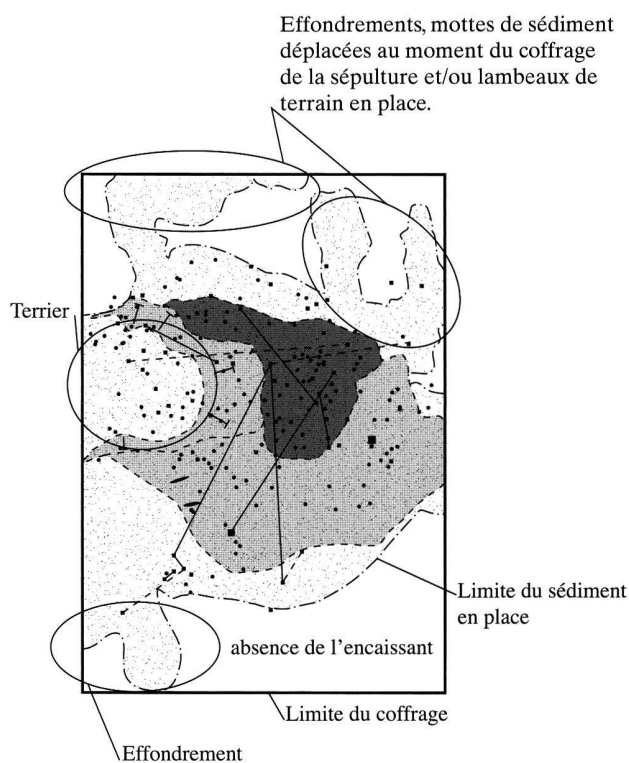 Effondrements, mottes de sédiment
déplacées au moment du coffrage
de la sépulture et/ou lambeaux de
terrain en place.
Terrier
Limite du sédiment
en place
absence de l'encaissant
Limite du coffrage
Effondrement